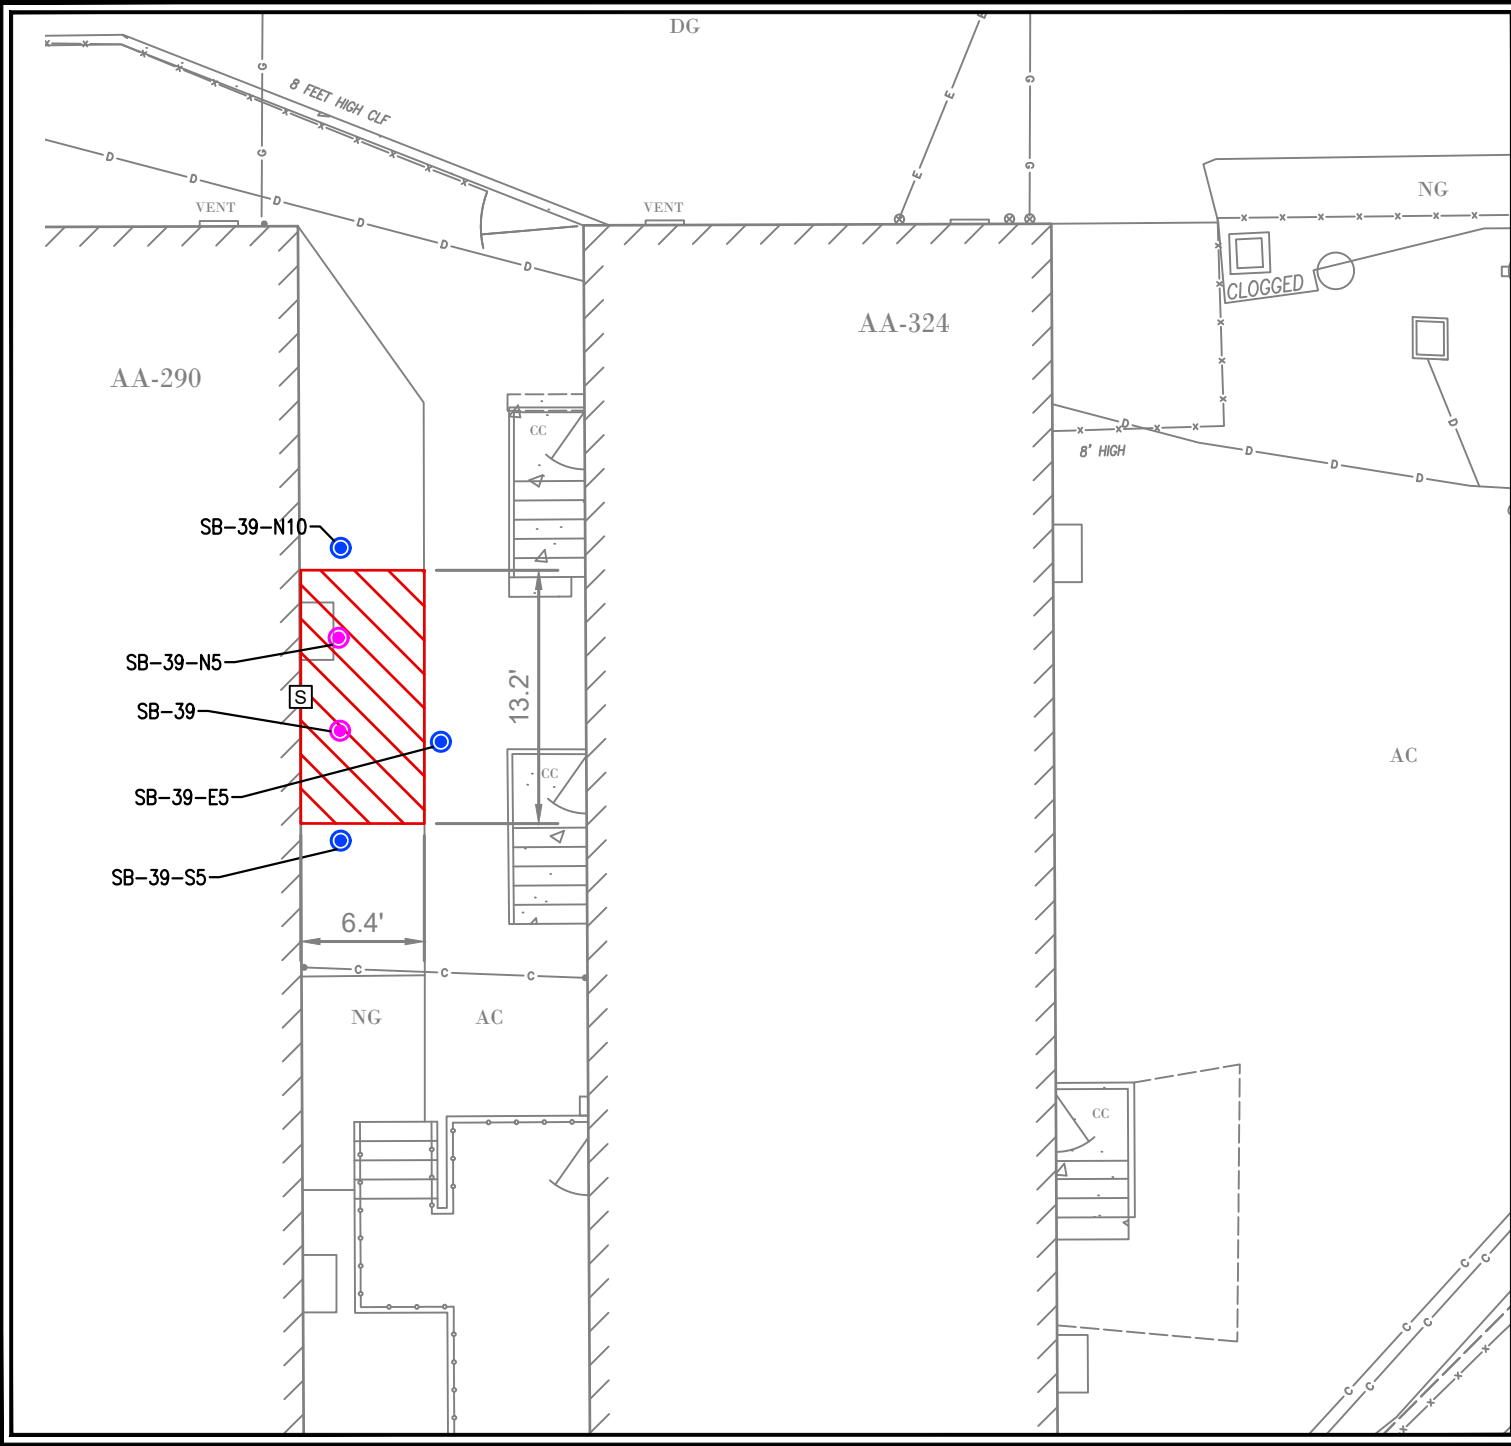 DG
8 FEET HIGH CLF
E
E
E
G
G
G
G
D
D
D
D
D
D
VENT
VENT
NG
CLOGGED
AA-324
AA-290
CC
D
8' HIGH
D
D
D
D
SB-39-N10
SB-39-N5
S
SB-39
13.2'
CC
AC
SB-39-E5
SB-39-S5
6.4'
C
C
C
NG
AC
CC
C
C
C
C
C
C